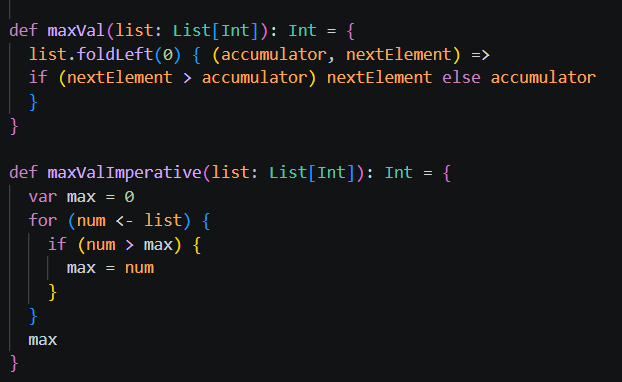 def maxVal(list: List[Int]): Int = {
  list.foldLeft(0) { (accumulator, nextElement) =>
  if (nextElement > accumulator) nextElement else accumulator
  }
}

def maxValImperative(list: List[Int]): Int = {
  var max = 0
  for (num <- list) {
    if (num > max) {
      max = num
    }
  }
  max
}